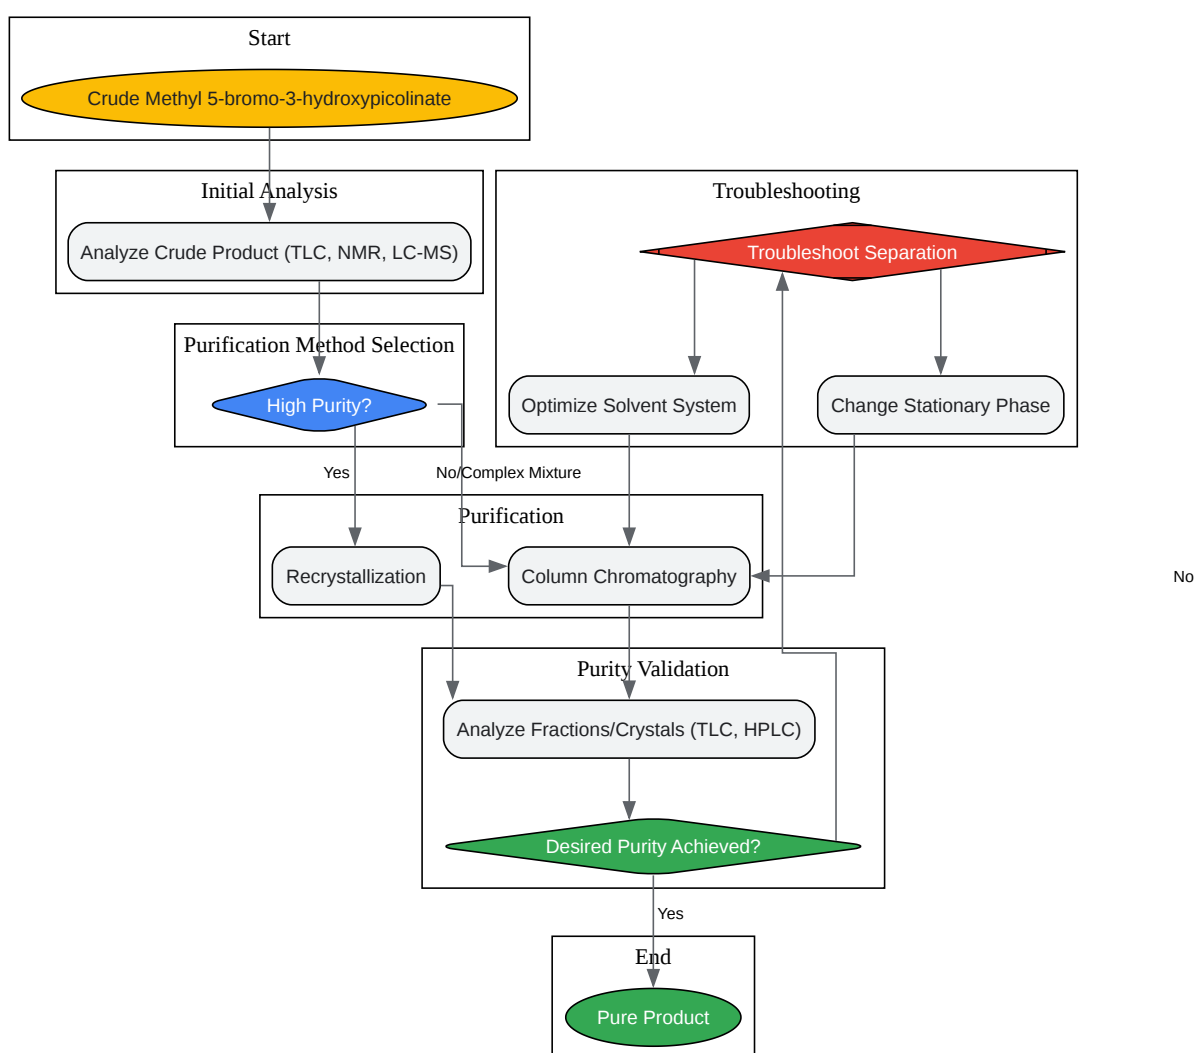 Start
Crude Methyl 5-bromo-3-hydroxypicolinate
Initial Analysis
Analyze Crude Product (TLC, NMR, LC-MS)
Troubleshooting
Troubleshoot Separation
Purification Method Selection
High Purity?
Optimize Solvent System
Change Stationary Phase
Yes
No/Complex Mixture
Purification
Recrystallization
Column Chromatography
No
Purity Validation
Analyze Fractions/Crystals (TLC, HPLC)
Desired Purity Achieved?
Yes
End
Pure Product